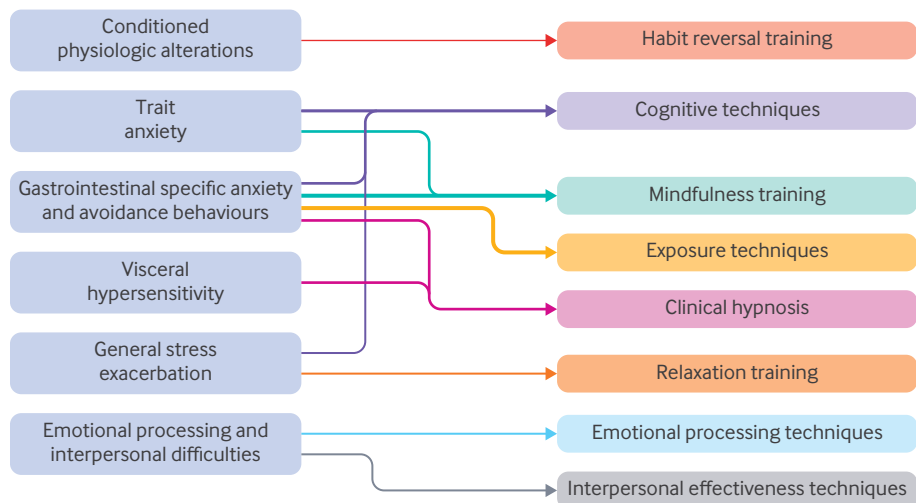 Conditioned
physiologic alterations
Habit reversal training
Trait
anxiety
Cognitive techniques
Gastrointestinal specific anxiety
and avoidance behaviours
Mindfulness training
Exposure techniques
Visceral
hypersensitivity
Clinical hypnosis
General stress
exacerbation
Relaxation training
Emotional processing and
interpersonal difficulties
Emotional processing techniques
Interpersonal effectiveness techniques